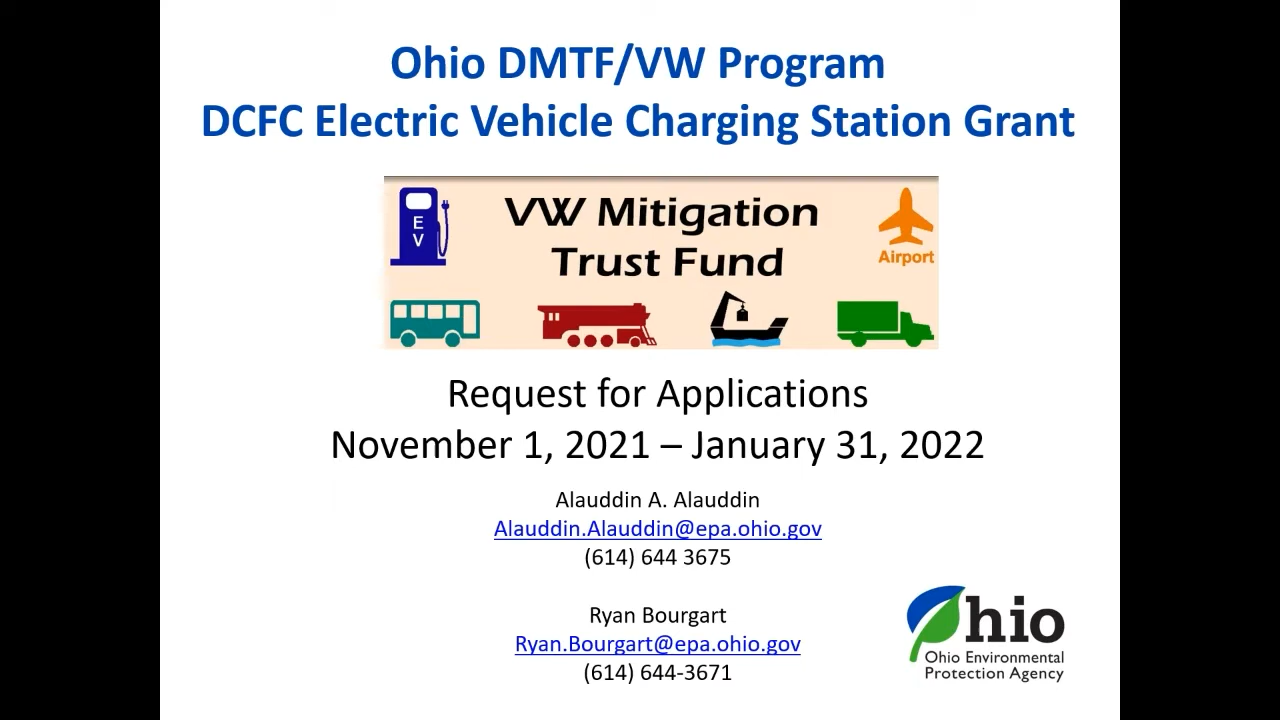 Ohio DMTF/VW Program
DCFC Electric Vehicle Charging Station Grant
E
V
VW Mitigation
Trust Fund
Airport
Request for Applications
November 1, 2021 – January 31, 2022
Alauddin A. Alauddin
Alauddin.Alauddin@epa.ohio.gov
(614) 644 3675
Ryan Bourgart
Ryan.Bourgart@epa.ohio.gov
(614) 644-3671
Ohio
Ohio Environmental
Protection Agency